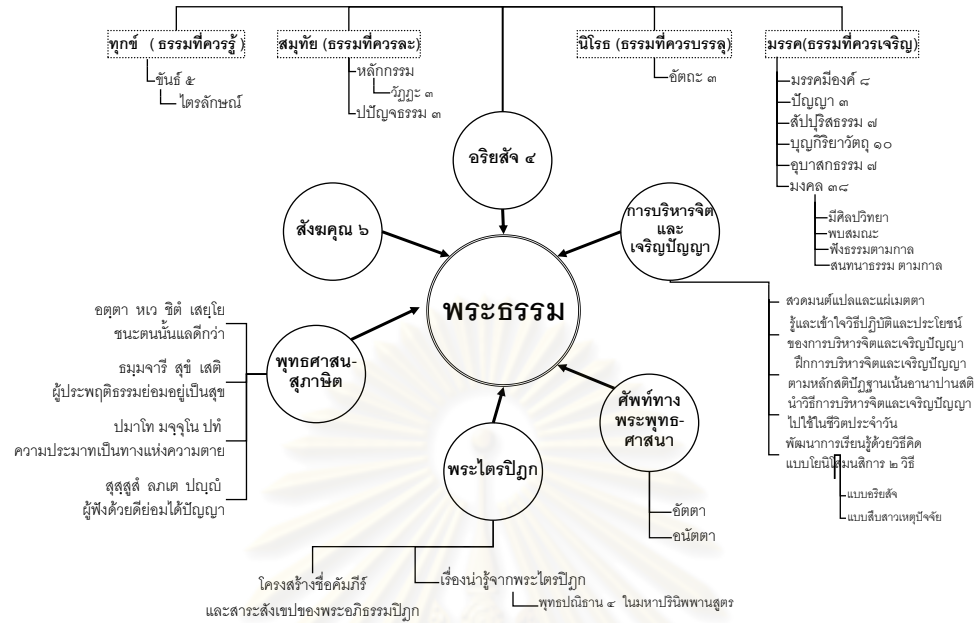 ทุกข์ ( ธรรมที่ควรรู้ )
ขันธ์ ๕
ไตรลักษณ์
สมุทัย (ธรรมที่ควรละ)
หลักกรรม
วัฏฏะ ๓
ปปัญจธรรม ๓
นิโรธ (ธรรมที่ควรบรรลุ)
อัตถะ ๓
มรรค(ธรรมที่ควรเจริญ)
มรรคมีองค์ ๘
ปัญญา ๓
สัปปุริสธรรม ๗
บุญกิริยาวัตถุ ๑๐
อุบาสกธรรม ๗
มงคล ๓๘
มีศิลปวิทยา
พบสมณะ
ฟังธรรมตามกาล
สนทนาธรรม ตามกาล
อริยสัจ ๔
สังฆคุณ ๖
การบริหารจิต
และ
เจริญปัญญา
พระธรรม
สวดมนต์แปลและแผ่เมตตา
รู้และเข้าใจวิธีปฏิบัติและประโยชน์
ของการบริหารจิตและเจริญปัญญา
ฝึกการบริหารจิตและเจริญปัญญา
ตามหลักสติปัฏฐานเน้นอานาปานสติ
นำวิธีการบริหารจิตและเจริญปัญญา
ไปใช้ในชีวิตประจำวัน
พัฒนาการเรียนรู้ด้วยวิธีคิด
แบบโยนิโสมนสิการ ๒ วิธี
แบบอริยสัจ
แบบสืบสาวเหตุปัจจัย
พุทธศาสน-
สุภาษิต
อตฺตา หเว ชิตํ เสยฺโย
ชนะตนนั้นแลดีกว่า
ธมฺมจารี สุขํ เสติ
ผู้ประพฤติธรรมย่อมอยู่เป็นสุข
ปมาโท มจฺจุโน ปทํ
ความประมาทเป็นทางแห่งความตาย
สุสฺสูสํ ลภเต ปญฺญํ
ผู้ฟังด้วยดีย่อมได้ปัญญา
ศัพท์ทาง
พระพุทธ-
ศาสนา
อัตตา
อนัตตา
พระไตรปิฎก
โครงสร้างชื่อคัมภีร์
และสาระสังเขปของพระอภิธรรมปิฎก
เรื่องน่ารู้จากพระไตรปิฎก
พุทธปณิธาน ๔ ในมหาปรินิพพานสูตร